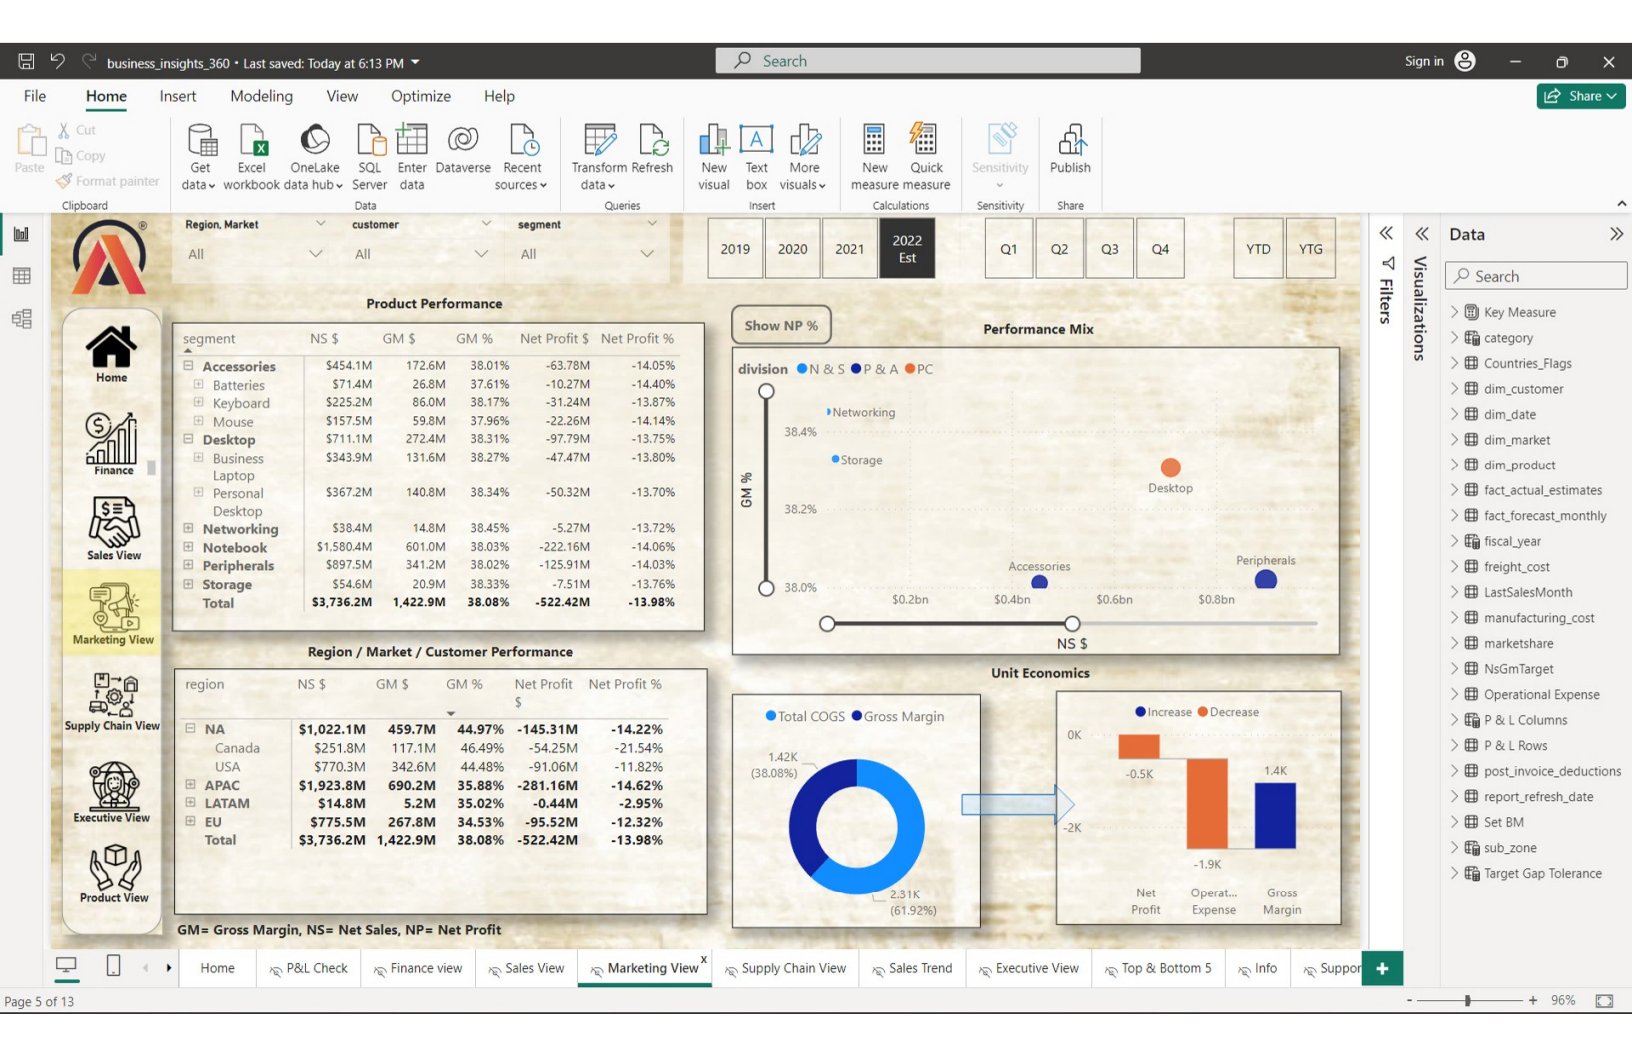 business_insights_360 • Last saved: Today at 6:13 PM
Search
Sign in
File Home Insert Modeling View Optimize Help
Share
Paste
Cut
Copy
Format painter
Clipboard
Get data
Excel workbook
OneLake data hub
SQL Server
Enter data
Dataverse
Recent sources
Data
Transform data
Refresh
Queries
New visual
Text box
More visuals
Insert
New measure
Quick measure
Calculations
Sensitivity
Sensitivity
Publish
Share
®
Region, Market
All
customer
All
segment
All
2019 2020 2021 2022 Est
Q1 Q2 Q3 Q4
YTD YTG
Home
Finance
Sales View
Marketing View
Supply Chain View
Executive View
Product View
Product Performance
segment NS $ GM $ GM % Net Profit $ Net Profit %
Accessories $454.1M 172.6M 38.01% -63.78M -14.05%
Batteries $71.4M 26.8M 37.61% -10.27M -14.40%
Keyboard $225.2M 86.0M 38.17% -31.24M -13.87%
Mouse $157.5M 59.8M 37.96% -22.26M -14.14%
Desktop $711.1M 272.4M 38.31% -97.79M -13.75%
Business Laptop $343.9M 131.6M 38.27% -47.47M -13.80%
Personal Desktop $367.2M 140.8M 38.34% -50.32M -13.70%
Networking $38.4M 14.8M 38.45% -5.27M -13.72%
Notebook $1,580.4M 601.0M 38.03% -222.16M -14.06%
Peripherals $897.5M 341.2M 38.02% -125.91M -14.03%
Storage $54.6M 20.9M 38.33% -7.51M -13.76%
Total $3,736.2M 1,422.9M 38.08% -522.42M -13.98%
Region / Market / Customer Performance
region NS $ GM $ GM % Net Profit $ Net Profit %
NA $1,022.1M 459.7M 44.97% -145.31M -14.22%
Canada $251.8M 117.1M 46.49% -54.25M -21.54%
USA $770.3M 342.6M 44.48% -91.06M -11.82%
APAC $1,923.8M 690.2M 35.88% -281.16M -14.62%
LATAM $14.8M 5.2M 35.02% -0.44M -2.95%
EU $775.5M 267.8M 34.53% -95.52M -12.32%
Total $3,736.2M 1,422.9M 38.08% -522.42M -13.98%
GM= Gross Margin, NS= Net Sales, NP= Net Profit
Show NP %
Performance Mix
division N & S P & A PC
GM %
38.4%
38.2%
38.0%
Networking
Storage
Desktop
Accessories
Peripherals
$0.2bn $0.4bn $0.6bn $0.8bn
NS $
Unit Economics
Total COGS Gross Margin
1.42K
(38.08%)
2.31K
(61.92%)
Increase Decrease
0K
-2K
-0.5K
-1.9K
1.4K
Net Profit
Operat... Expense
Gross Margin
Filters
Visualizations
Data
Search
Key Measure
category
Countries_Flags
dim_customer
dim_date
dim_market
dim_product
fact_actual_estimates
fact_forecast_monthly
fiscal_year
freight_cost
LastSalesMonth
manufacturing_cost
marketshare
NsGmTarget
Operational Expense
P & L Columns
P & L Rows
post_invoice_deductions
report_refresh_date
Set BM
sub_zone
Target Gap Tolerance
Home P&L Check Finance view Sales View Marketing View x Supply Chain View Sales Trend Executive View Top & Bottom 5 Info Suppor
Page 5 of 13
- + 96%